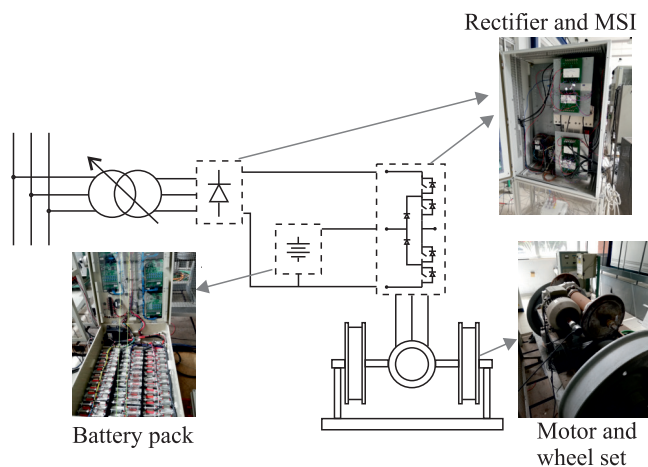 Rectifier and MSI
Battery pack
Motor and
wheel set